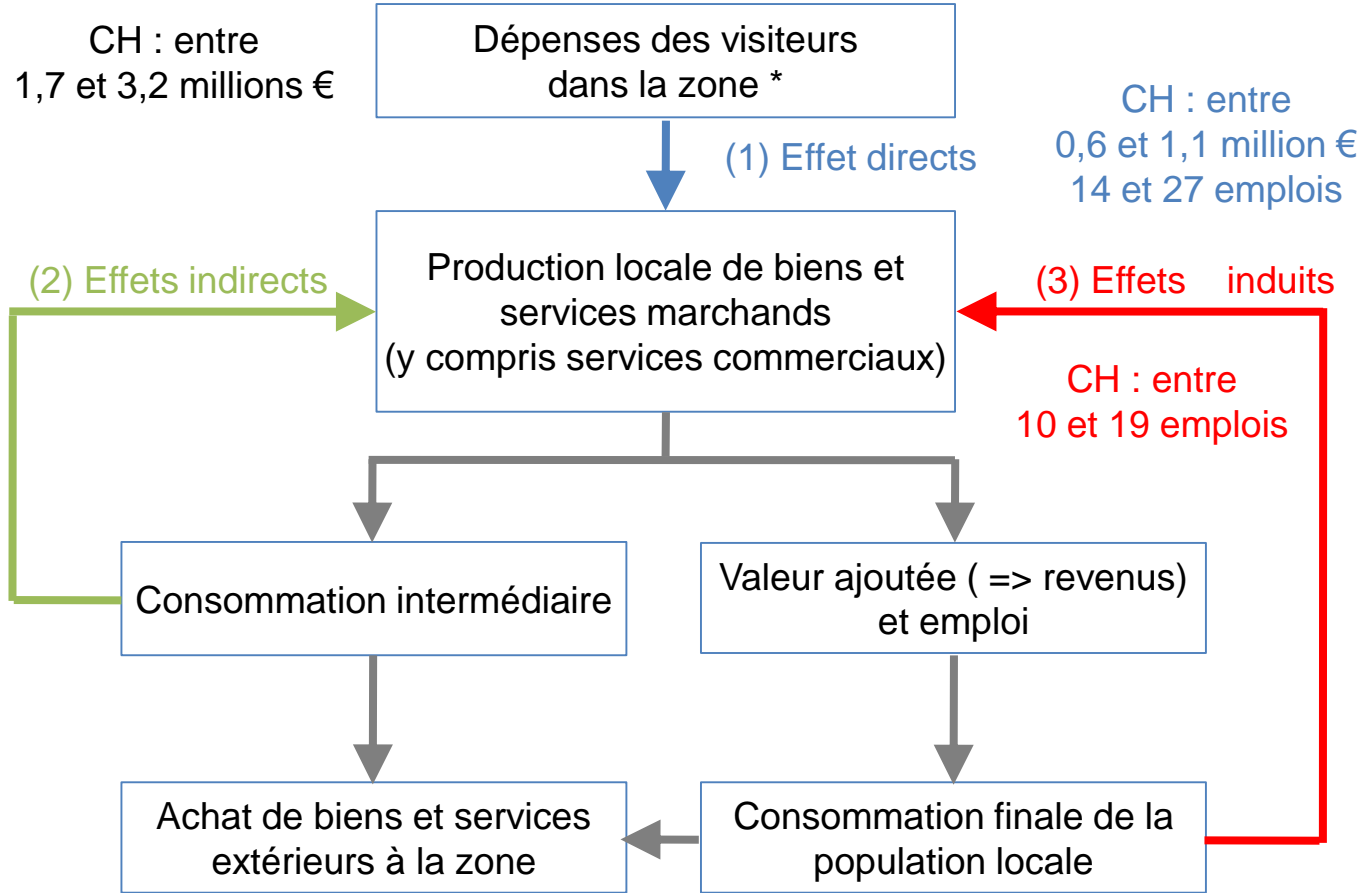 CH : entre
1,7 et 3,2 millions €
Dépenses des visiteurs
dans la zone *
CH : entre
0,6 et 1,1 million €
14 et 27 emplois
(1) Effet directs
Production locale de biens et
services marchands
(y compris services commerciaux)
(2) Effets indirects
(3) Effets induits
CH : entre
10 et 19 emplois
Consommation intermédiaire
Valeur ajoutée ( => revenus)
et emploi
Achat de biens et services
extérieurs à la zone
Consommation finale de la
population locale